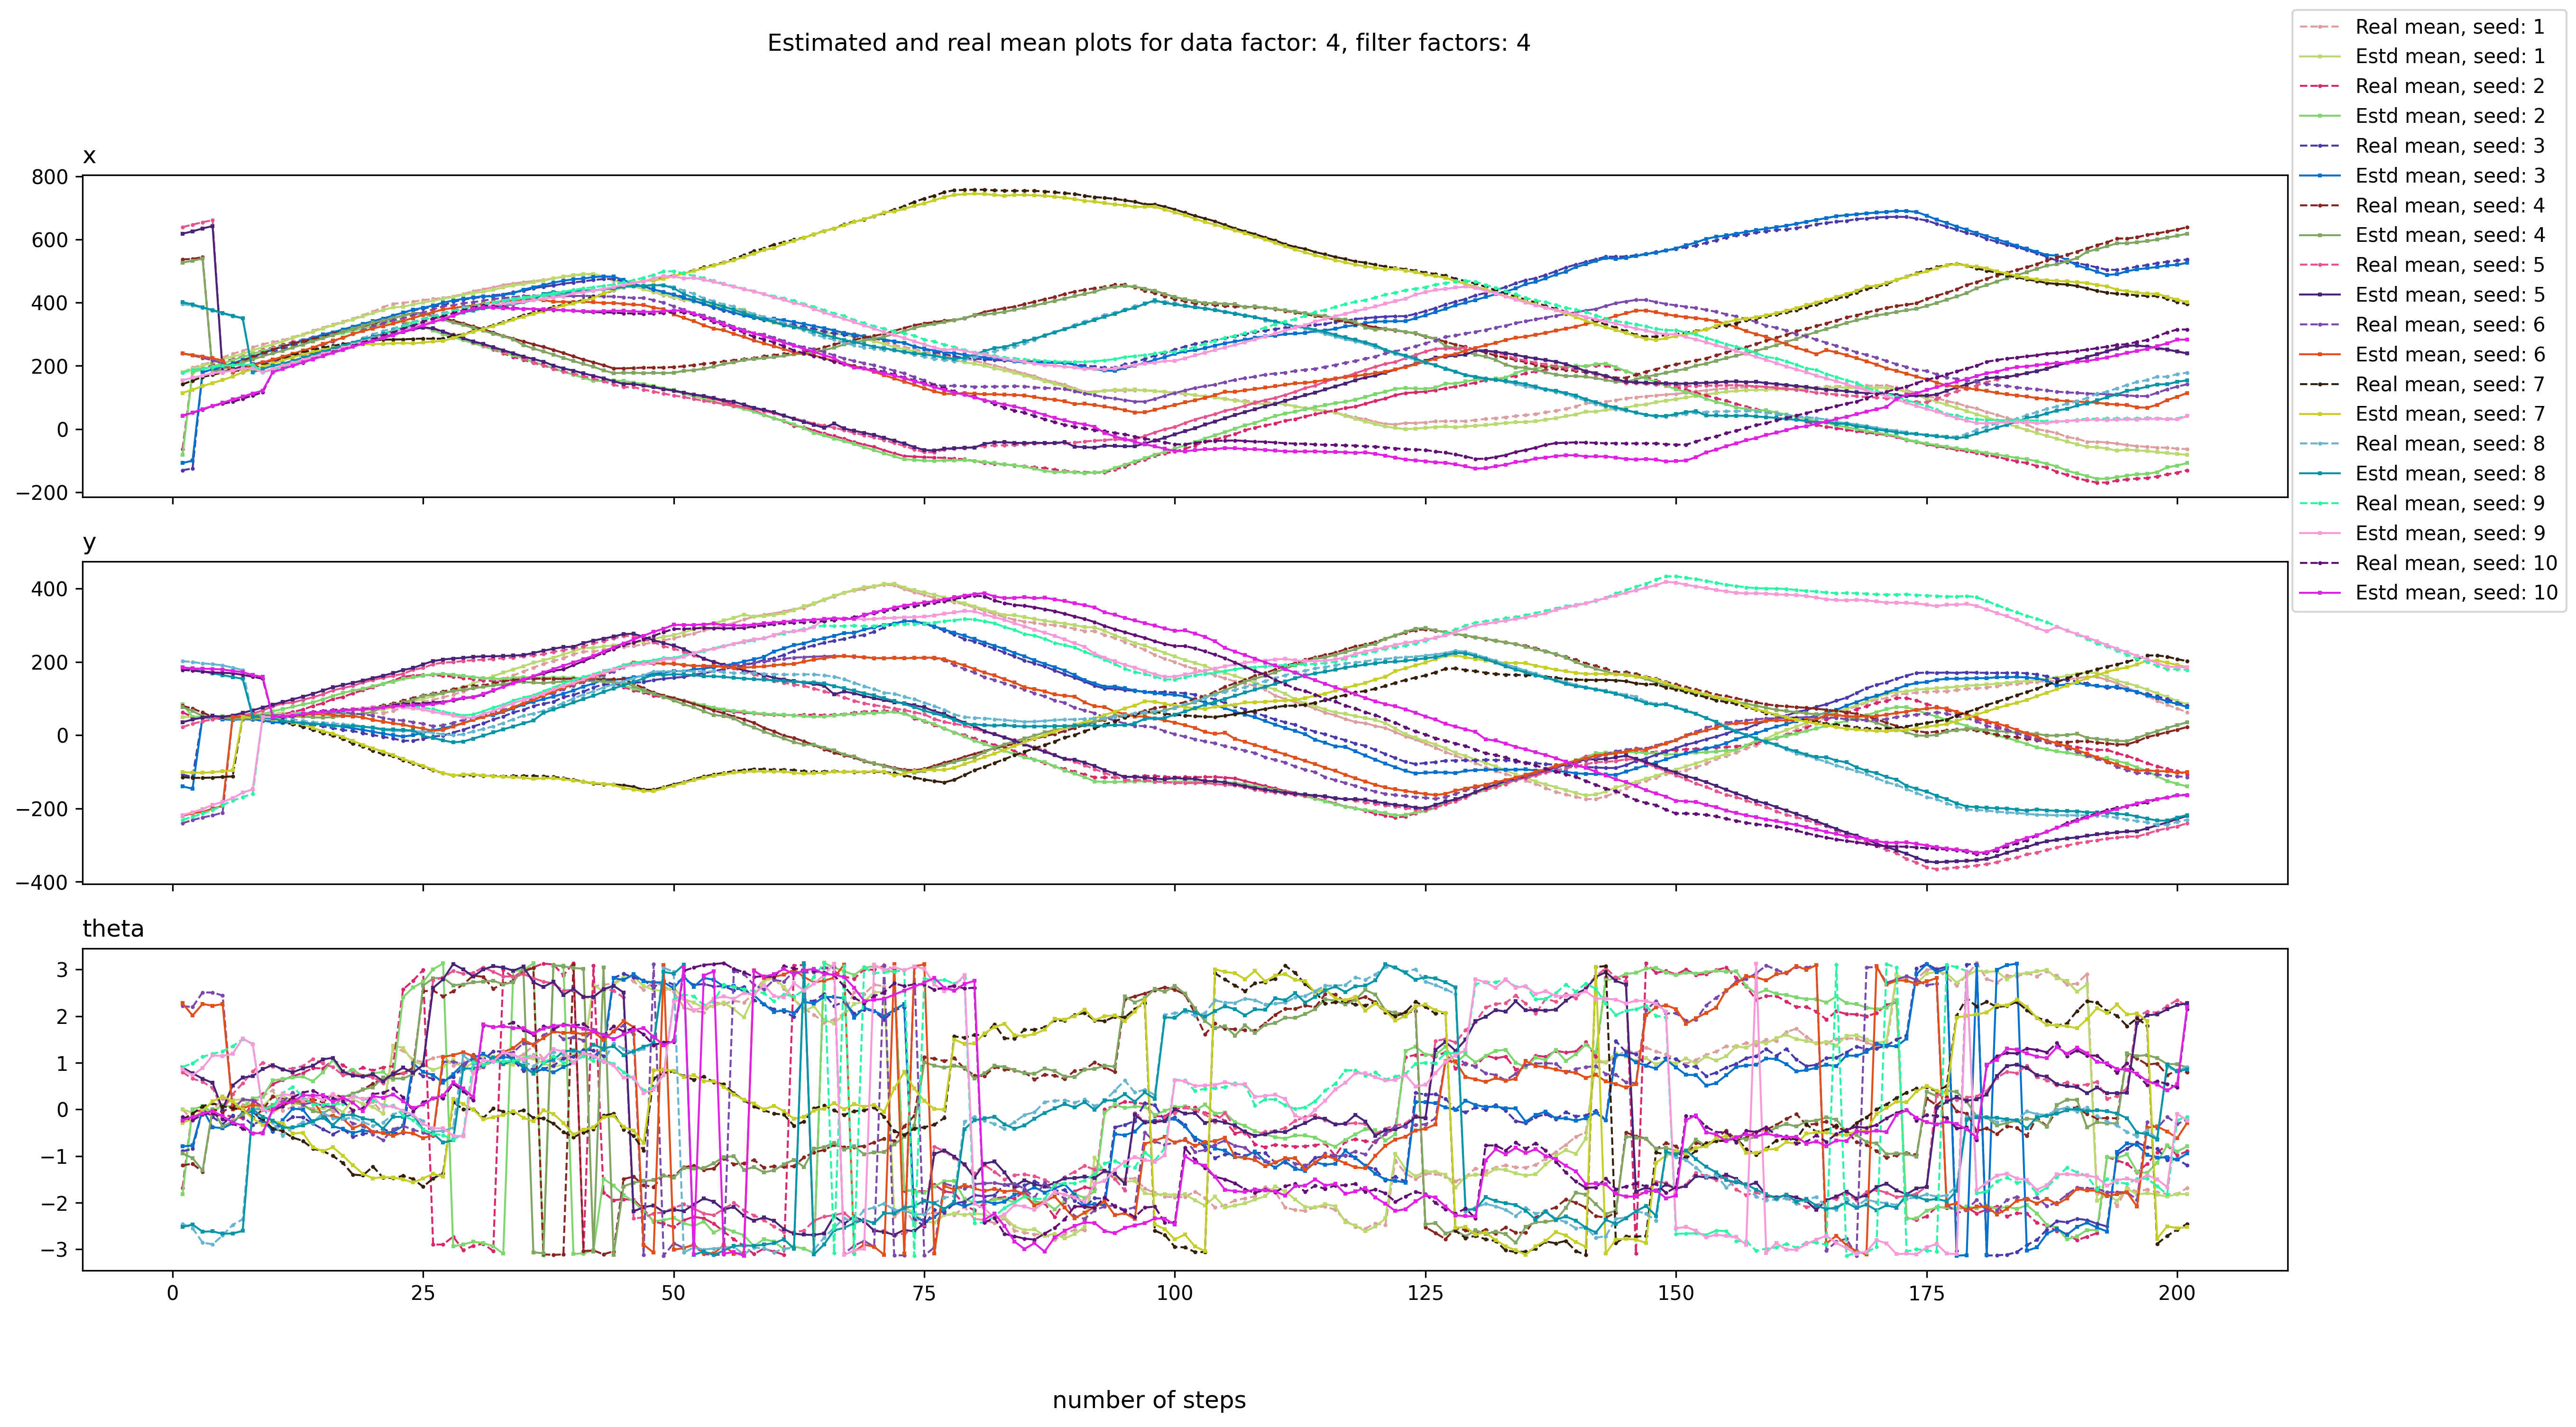 Estimated and real mean plots for data factor: 4, filter factors: 4
Real mean, seed: 1
Estd mean, seed: 1
Real mean, seed: 2
Estd mean, seed: 2
Real mean, seed: 3
Estd mean, seed: 3
Real mean, seed: 4
Estd mean, seed: 4
Real mean, seed: 5
Estd mean, seed: 5
Real mean, seed: 6
Estd mean, seed: 6
Real mean, seed: 7
Estd mean, seed: 7
Real mean, seed: 8
Estd mean, seed: 8
Real mean, seed: 9
Estd mean, seed: 9
Real mean, seed: 10
Estd mean, seed: 10
x
800
600
400
200
0
−200
y
400
200
0
−200
−400
theta
3
2
1
0
−1
−2
−3
0 25 50 75 100 125 150 175 200
number of steps